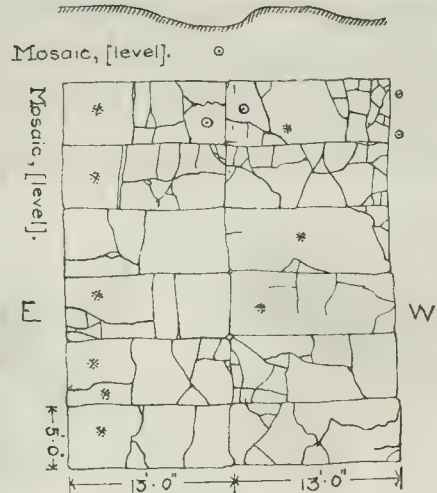 Mosaic, [level].
Mosaic, [level].
E
W
5'.0"
13'.0"
13'.0"